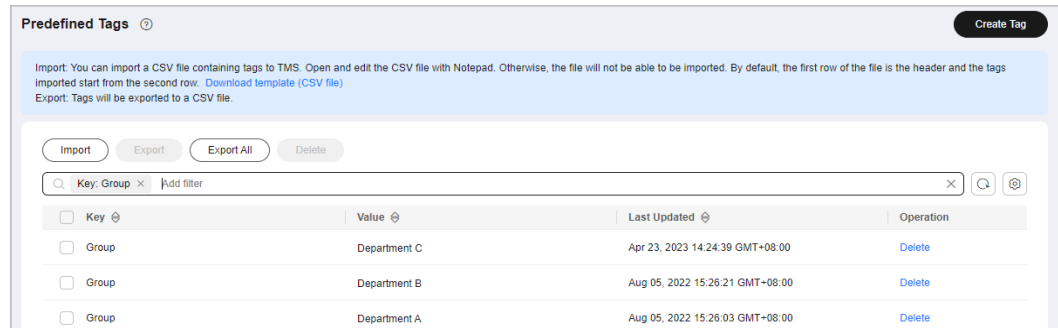 Predefined Tags
Create Tag
Import: You can import a CSV file containing tags to TMS. Open and edit the CSV file with Notepad. Otherwise, the file will not be able to be imported. By default, the first row of the file is the header and the tags
imported start from the second row. Download template (CSV file)
Export: Tags will be exported to a CSV file.
Import Export Export All Delete
Key: Group × Add filter
Key Value Last Updated Operation
Group Department C Apr 23, 2023 14:24:39 GMT+08:00 Delete
Group Department B Aug 05, 2022 15:26:21 GMT+08:00 Delete
Group Department A Aug 05, 2022 15:26:03 GMT+08:00 Delete